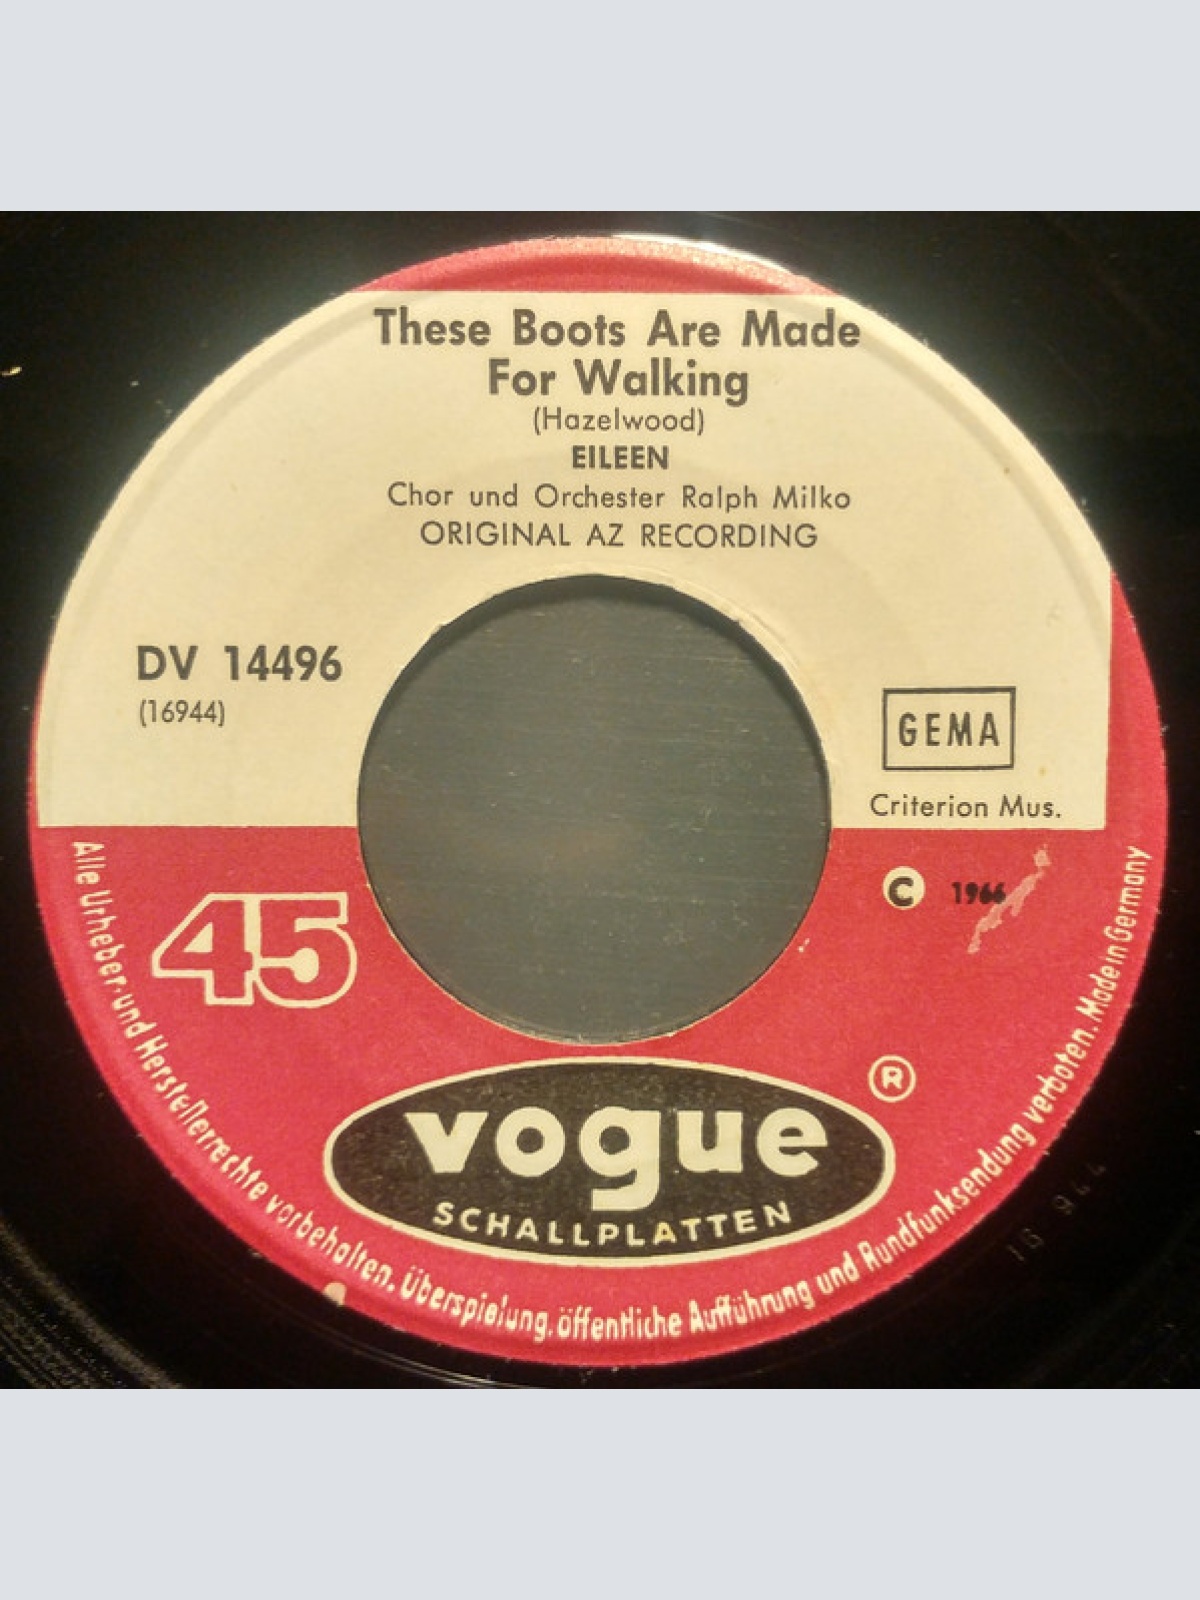 These Boots Are Made
For Walking
(Hazelwood)
EILEEN
Chor und Orchester Ralph Milko
ORIGINAL AZ RECORDING
DV 14496
(16944)
GEMA
Criterion Mus.
45
C 1966
vogue
®
SCHALLPLATTEN
Alle Urheber- und Herstellerrechte vorbehalten. Überspielung, öffentliche Aufführung und Rundfunksendung verboten. Made in Germany